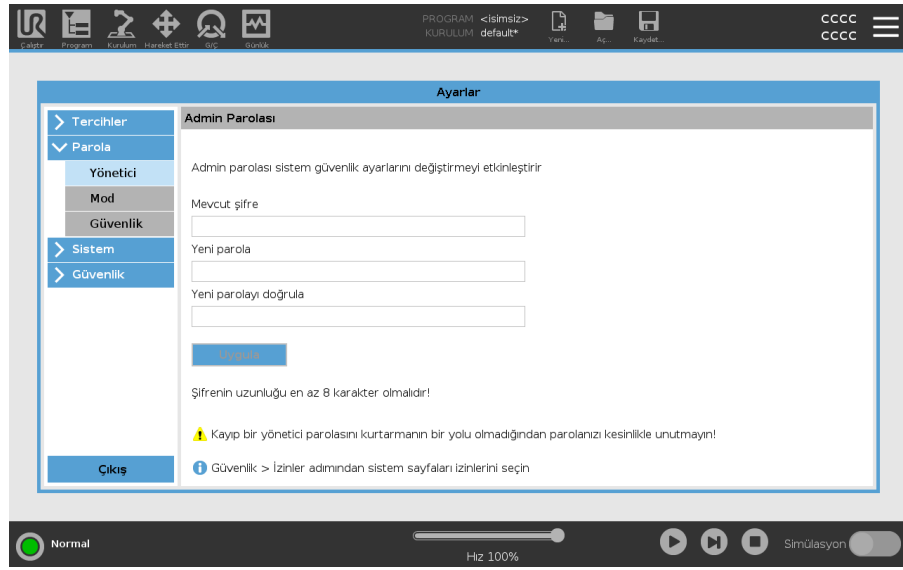 PROGRAM <isimsiz>
KURULUM default*
cccc
cccc
Çalıştır Program Kurulum Hareket Ettir G/Ç Günlük Yeni... Aç... Kaydet...
Ayarlar
Tercihler
Parola
Yönetici
Mod
Güvenlik
Sistem
Güvenlik
Çıkış
Admin Parolası
Admin parolası sistem güvenlik ayarlarını değiştirmeyi etkinleştirir
Mevcut şifre
Yeni parola
Yeni parolayı doğrula
Uygula
Şifrenin uzunluğu en az 8 karakter olmalıdır!
Kayıp bir yönetici parolasını kurtarmanın bir yolu olmadığından parolanızı kesinlikle unutmayın!
Güvenlik > İzinler adımından sistem sayfaları izinlerini seçin
Normal
Hız 100%
Simülasyon